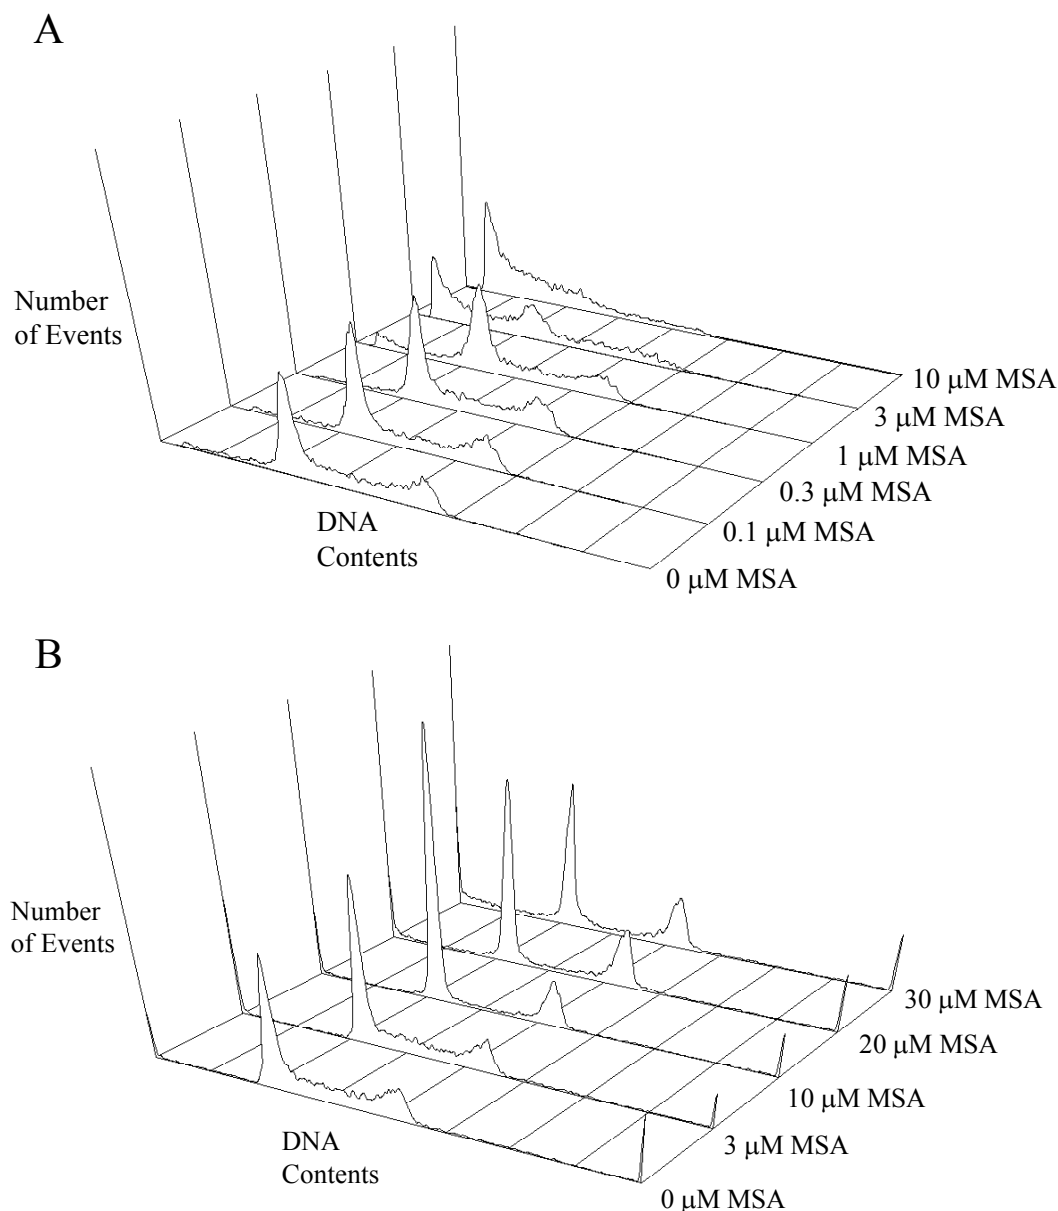 A
Number
of Events
10 μM MSA
3 μM MSA
1 μM MSA
0.3 μM MSA
0.1 μM MSA
0 μM MSA
DNA
Contents
B
Number
of Events
30 μM MSA
20 μM MSA
10 μM MSA
3 μM MSA
0 μM MSA
DNA
Contents